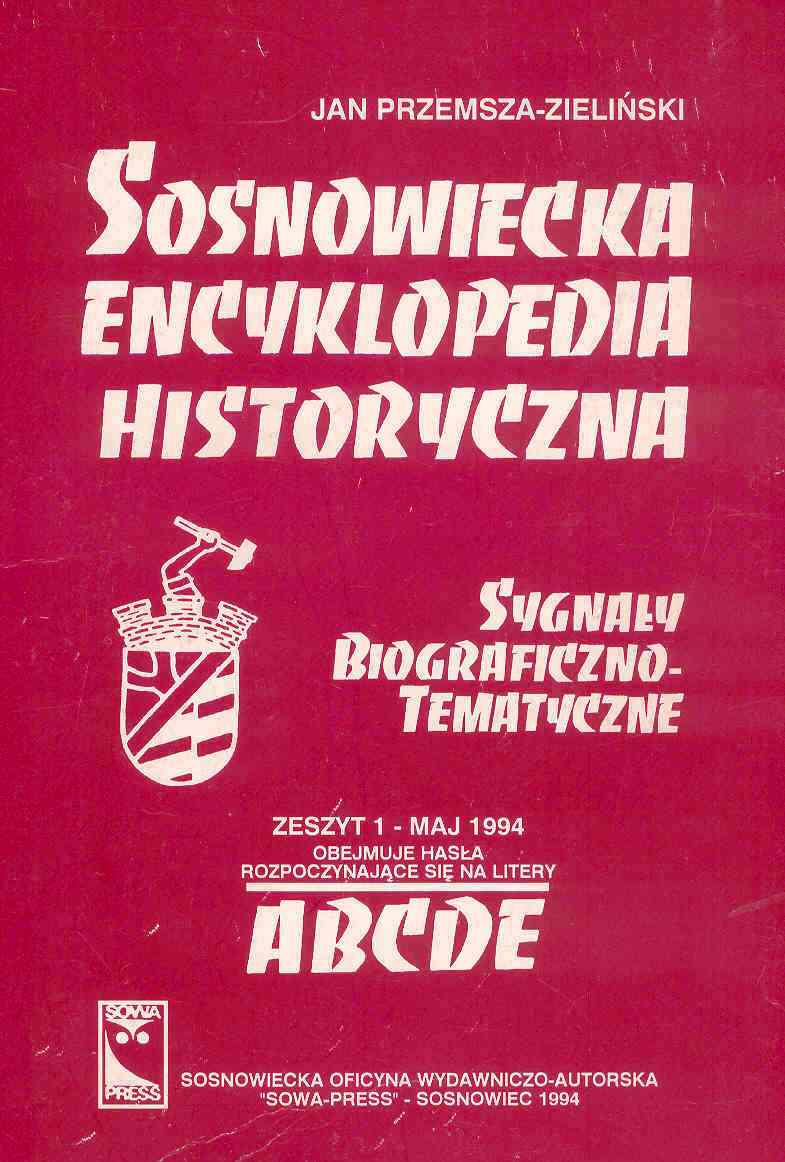 JAN PRZEMSZA-ZIELIŃSKI
SOSNOWIECKA
ENCYKLOPEDIA
HISTORYCZNA
SYGNAŁY
BIOGRAFICZNO-
TEMATYCZNE
ZESZYT 1 - MAJ 1994
OBEJMUJE HASŁA
ROZPOCZYNAJĄCE SIĘ NA LITERY
ABCDE
SOWA
PRESS
SOSNOWIECKA OFICYNA WYDAWNICZO-AUTORSKA
"SOWA-PRESS" - SOSNOWIEC 1994